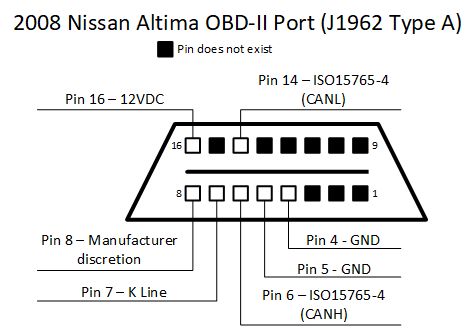 2008 Nissan Altima OBD-II Port (J1962 Type A)
Pin does not exist
Pin 14 – ISO15765-4
(CANL)
Pin 16 – 12VDC
16
9
8
1
Pin 8 – Manufacturer
discretion
Pin 4 - GND
Pin 5 - GND
Pin 7 – K Line
Pin 6 – ISO15765-4
(CANH)